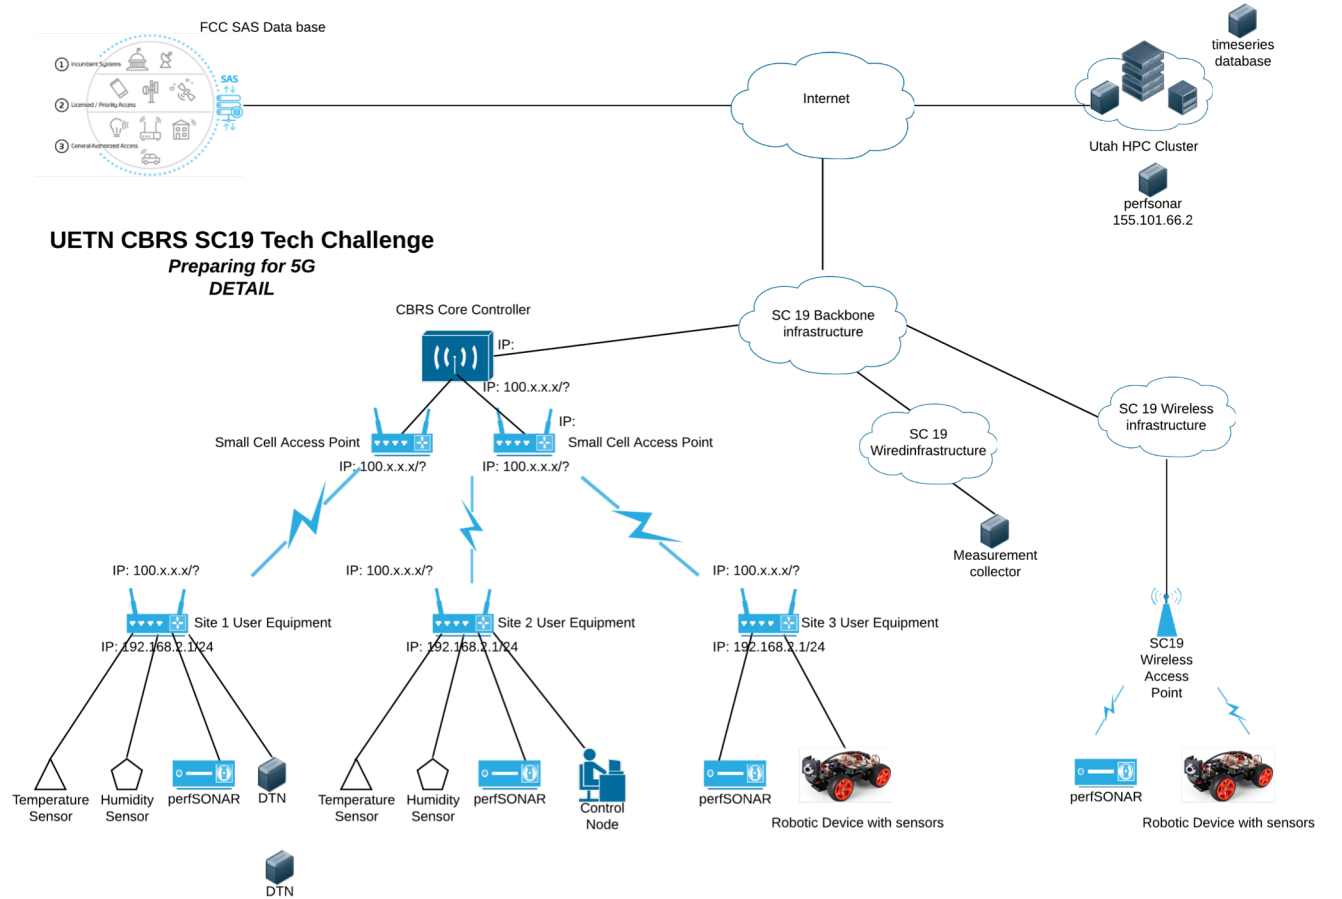 FCC SAS Data base
timeseries
database
1 Incumbent Systems
SAS
2 Licensed / Priority Access
3 General Authorized Access
Internet
Utah HPC Cluster
perfsonar
155.101.66.2
UETN CBRS SC19 Tech Challenge
Preparing for 5G
DETAIL
CBRS Core Controller
SC 19 Backbone
infrastructure
IP:
IP: 100.x.x.x/?
IP:
Small Cell Access Point
Small Cell Access Point
IP: 100.x.x.x/?
IP: 100.x.x.x/?
SC 19
Wiredinfrastructure
SC 19 Wireless
infrastructure
Measurement
collector
IP: 100.x.x.x/?
IP: 100.x.x.x/?
IP: 100.x.x.x/?
Site 1 User Equipment
Site 2 User Equipment
Site 3 User Equipment
IP: 192.168.2.1/24
IP: 192.168.2.1/24
IP: 192.168.2.1/24
SC19
Wireless
Access
Point
Temperature
Sensor
Humidity
Sensor
perfSONAR
DTN
Temperature
Sensor
Humidity
Sensor
perfSONAR
Control
Node
perfSONAR
Robotic Device with sensors
perfSONAR
Robotic Device with sensors
DTN